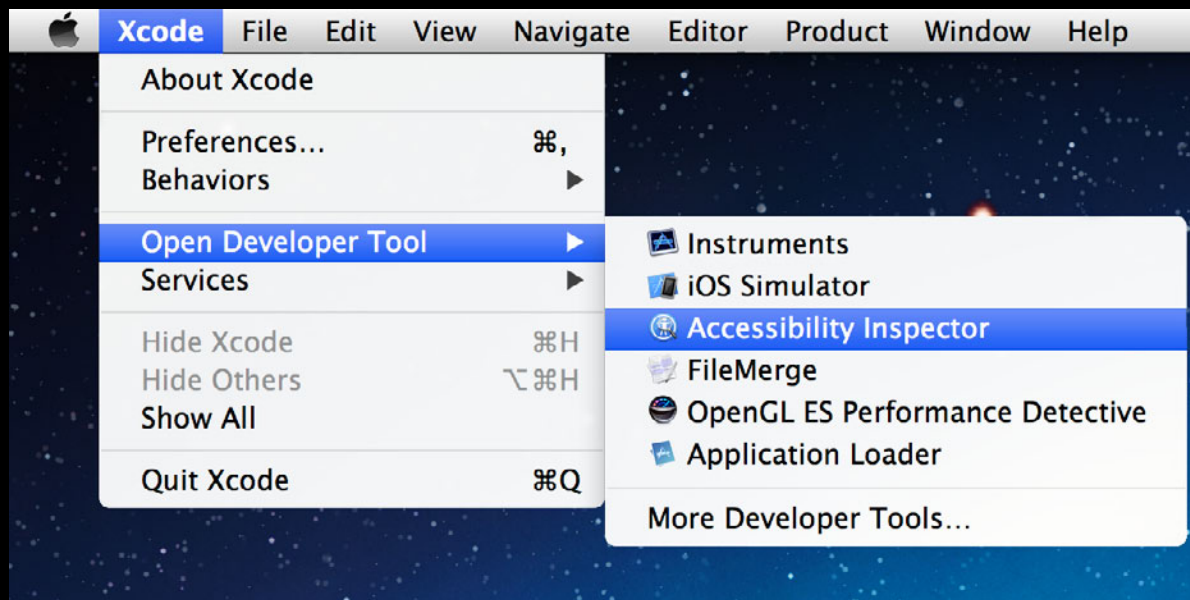 Xcode File Edit View Navigate Editor Product Window Help
About Xcode
Preferences... ⌘,
Behaviors ▶
Open Developer Tool ▶
Services ▶
Hide Xcode ⌘H
Hide Others ⌥⌘H
Show All
Quit Xcode ⌘Q
Instruments
iOS Simulator
Accessibility Inspector
FileMerge
OpenGL ES Performance Detective
Application Loader
More Developer Tools...